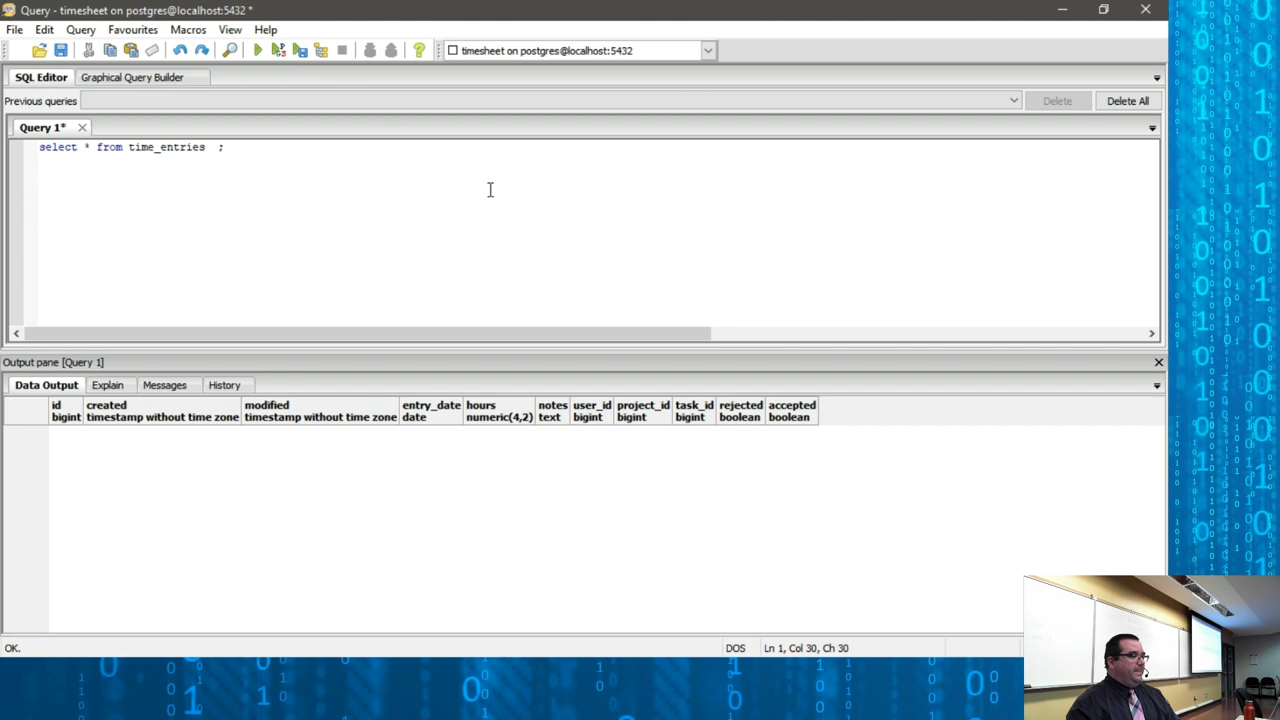 Query - timesheet on postgres@localhost:5432 *
File Edit Query Favourites Macros View Help
timesheet on postgres@localhost:5432
SQL Editor Graphical Query Builder
Previous queries Delete Delete All
Query 1*
select * from time_entries ;
Output pane [Query 1]
Data Output Explain Messages History
id created modified entry_date hours notes user_id project_id task_id rejected accepted
bigint timestamp without time zone timestamp without time zone date numeric(4,2) text bigint bigint bigint boolean boolean
OK. DOS Ln 1, Col 30, Ch 30